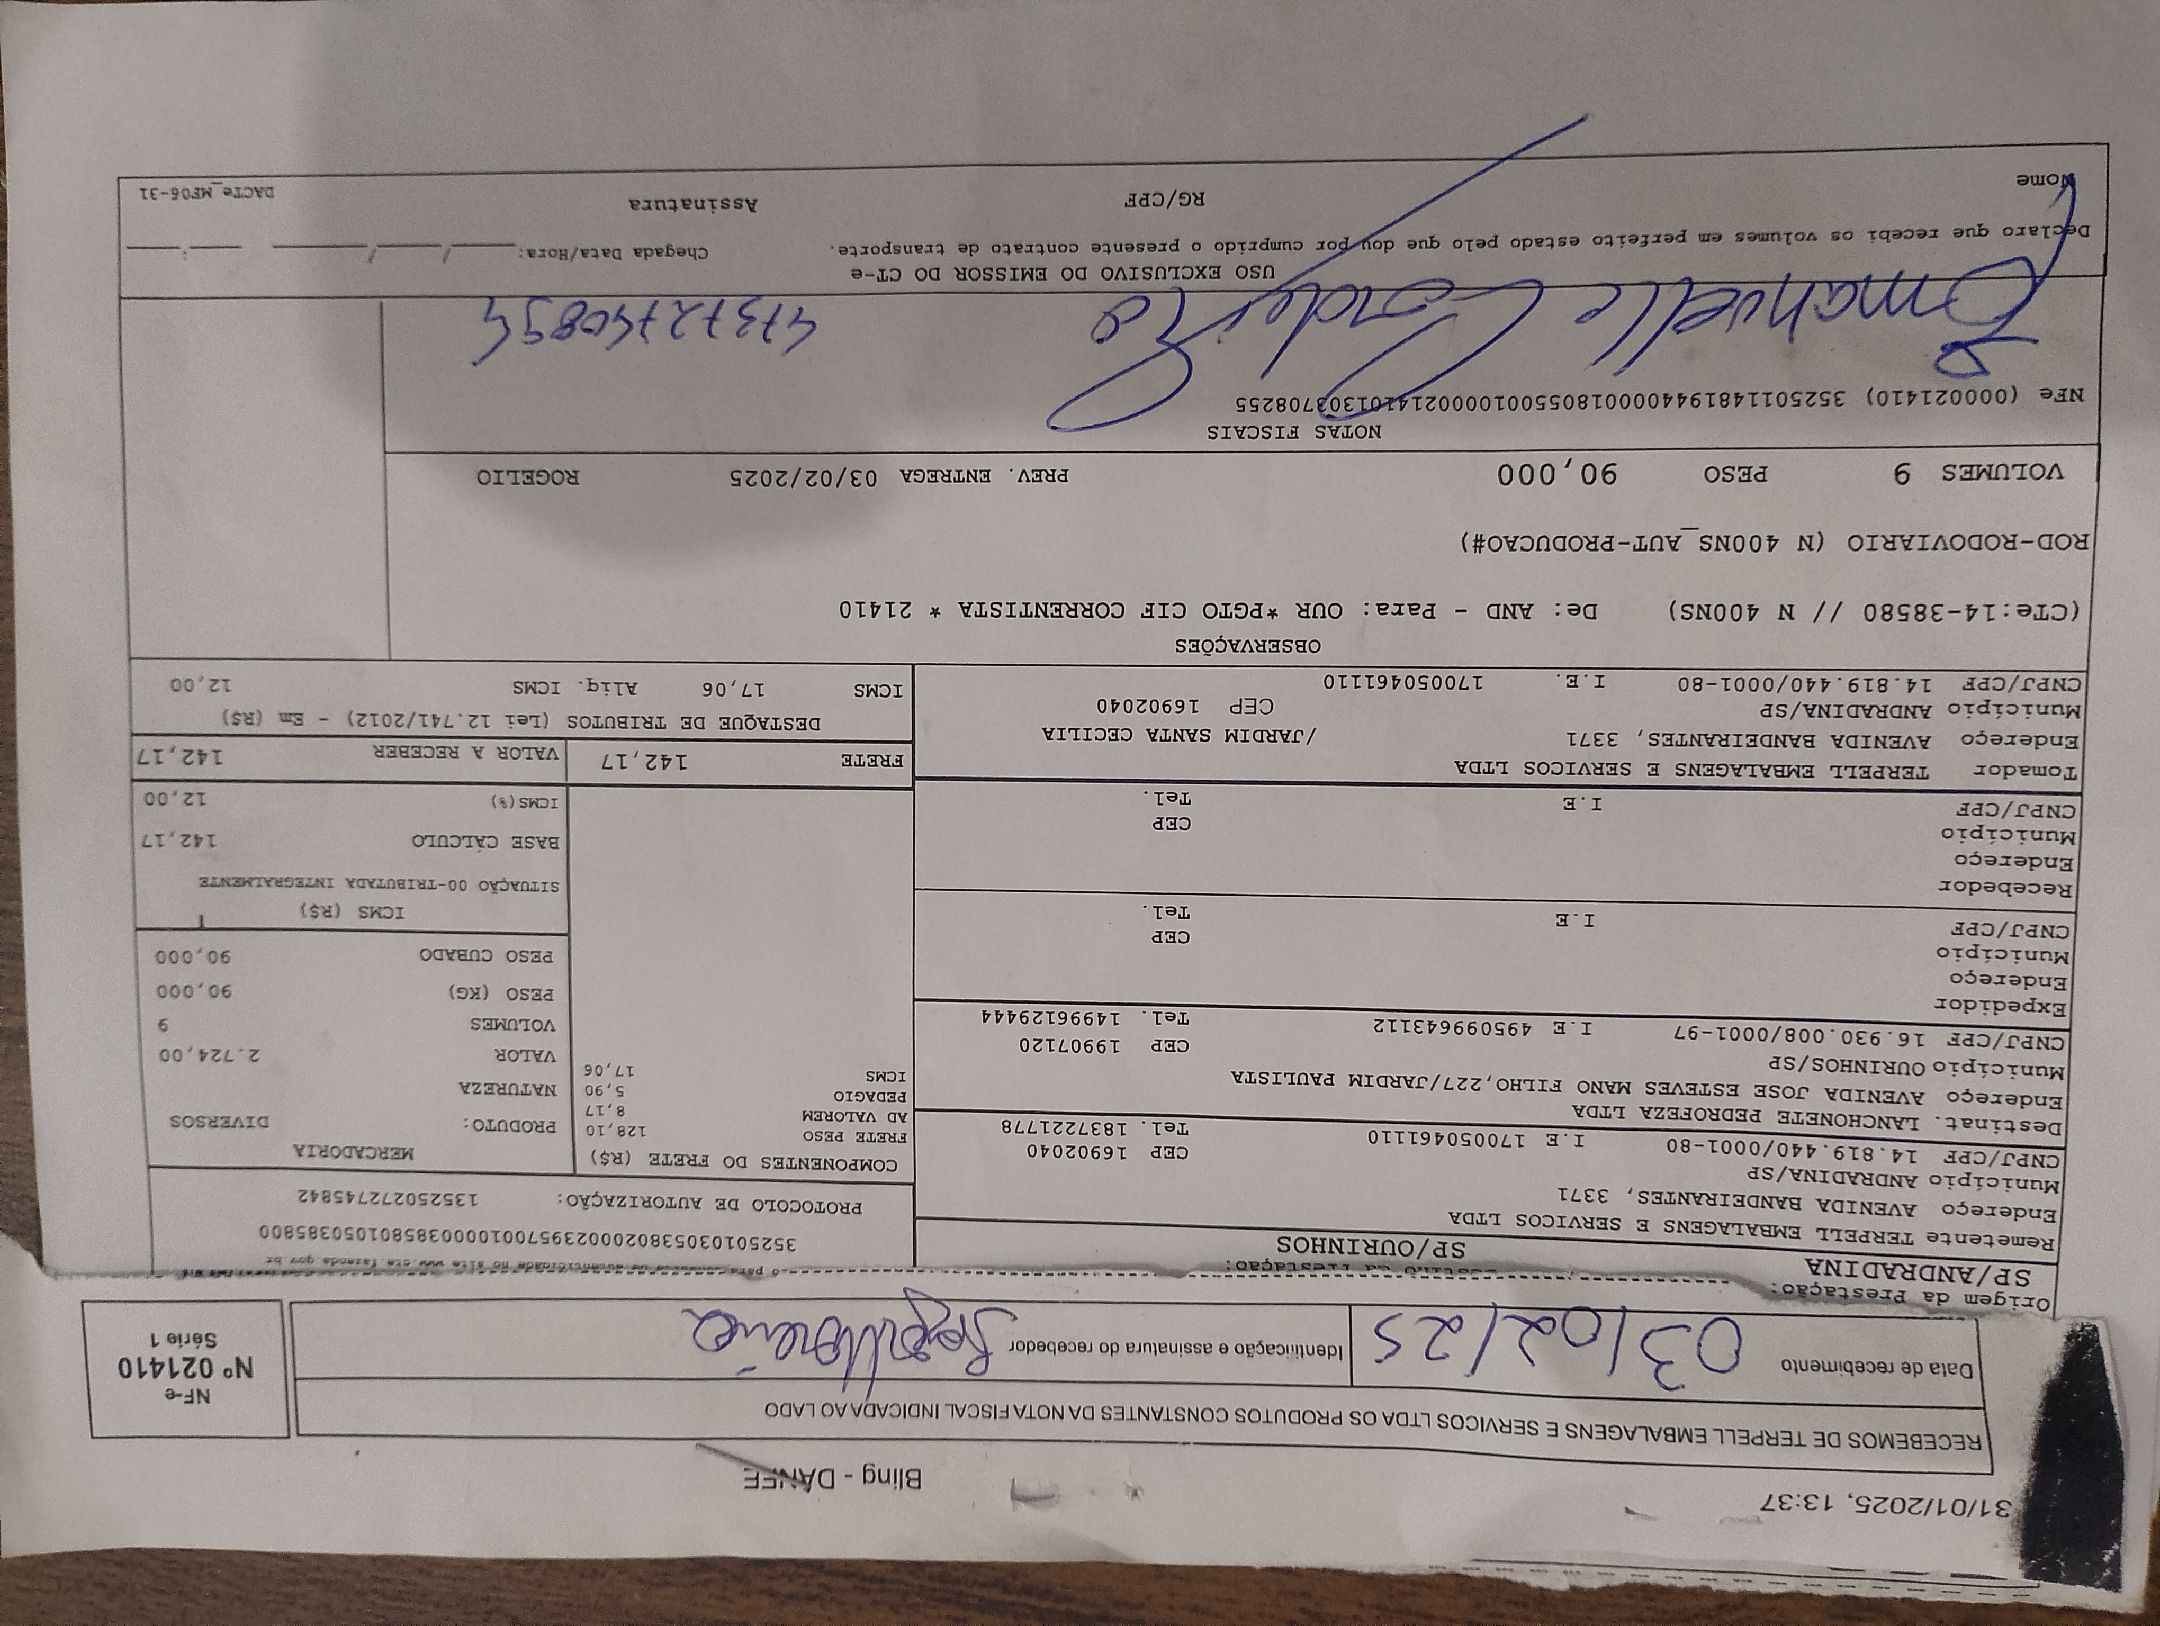 31/01/2025, 13:37
Bling - DANFE
RECEBEMOS DE TERPELL EMBALAGENS E SERVICOS LTDA OS PRODUTOS CONSTANTES DA NOTA FISCAL INDICADA AO LADO
NF-e
Nº 021410
Série 1
Data de recebimento 03/02/25
Identificação e assinatura do recebedor
Origem da Prestação:
SP/ANDRADINA
SP/OURINHOS
Remetente TERPELL EMBALAGENS E SERVICOS LTDA
Endereço AVENIDA BANDEIRANTES, 3371
Município ANDRADINA/SP CEP 16902040
CNPJ/CPF 14.819.440/0001-80 I.E 170050461110 Tel. 1837221778
Destinat. LANCHONETE PEDROFEZA LTDA
Endereço AVENIDA JOSE ESTEVES MANO FILHO,227/JARDIM PAULISTA
Município OURINHOS/SP CEP 19907120
CNPJ/CPF 16.930.008/0001-97 I.E 495099643112 Tel. 14996129444
Expedidor
Endereço
Município CEP
CNPJ/CPF I.E Tel.
Recebedor
Endereço
Município CEP
CNPJ/CPF I.E Tel.
Tomador TERPELL EMBALAGENS E SERVICOS LTDA
Endereço AVENIDA BANDEIRANTES, 3371 /JARDIM SANTA CECILIA
Município ANDRADINA/SP CEP 16902040
CNPJ/CPF 14.819.440/0001-80 I.E. 170050461110
35250103053802000239570010000385801050385800
PROTOCOLO DE AUTORIZAÇÃO: 135250272745842
COMPONENTES DO FRETE (R$)
FRETE PESO 128,10
AD VALOREM 8,17
PEDAGIO 5,90
ICMS 17,06
MERCADORIA
PRODUTO: DIVERSOS
NATUREZA
VALOR 2.724,00
VOLUMES 9
PESO (KG) 90,000
PESO CUBADO 90,000
ICMS (R$)
SITUAÇÃO 00-TRIBUTADA INTEGRALMENTE
BASE CÁLCULO 142,17
ICMS(%) 12,00
FRETE 142,17 VALOR A RECEBER 142,17
DESTAQUE DE TRIBUTOS (Lei 12.741/2012) - Em (R$)
ICMS 17,06 Aliq. ICMS 12,00
OBSERVAÇÕES
(CTe:14-38580 // N 400NS) De: AND - Para: OUR *PGTO CIF CORRENTISTA * 21410
ROD-RODOVIARIO (N 400NS_AUT-PRODUCAO#)
VOLUMES 9 PESO 90,000 PREV. ENTREGA 03/02/2025 ROGELIO
NOTAS FISCAIS
NFe (000021410) 35250114819440000180550010000214101303708255
Emanuelle 47372740894
USO EXCLUSIVO DO EMISSOR DO CT-e
Declaro que recebi os volumes em perfeito estado pelo que dou por cumprido o presente contrato de transporte. Chegada Data/Hora: ____/____/____ ____:____
Nome RG/CPF Assinatura DACTe_MF06-31